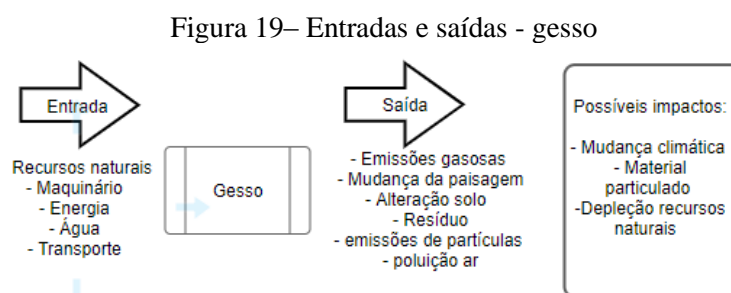 Figura 19– Entradas e saídas - gesso
Entrada
Recursos naturais
- Maquinário
- Energia
- Água
- Transporte
Gesso
Saída
- Emissões gasosas
- Mudança da paisagem
- Alteração solo
- Resíduo
- emissões de partículas
- poluição ar
Possíveis impactos:
- Mudança climática
- Material
particulado
-Depleção recursos
naturais